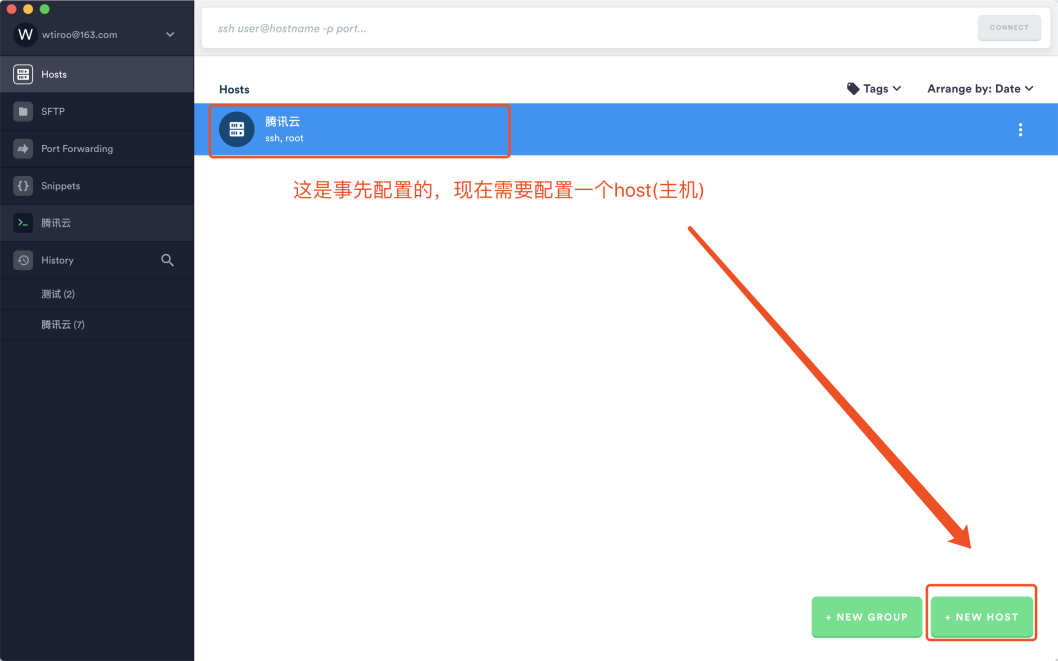 W
wtiroo@163.com
ssh user@hostname -p port...
CONNECT
Hosts
SFTP
Port Forwarding
Snippets
腾讯云
History
测试 (2)
腾讯云 (7)
Hosts
Tags
Arrange by: Date
腾讯云
ssh, root
这是事先配置的，现在需要配置一个host(主机)
+ NEW GROUP
+ NEW HOST